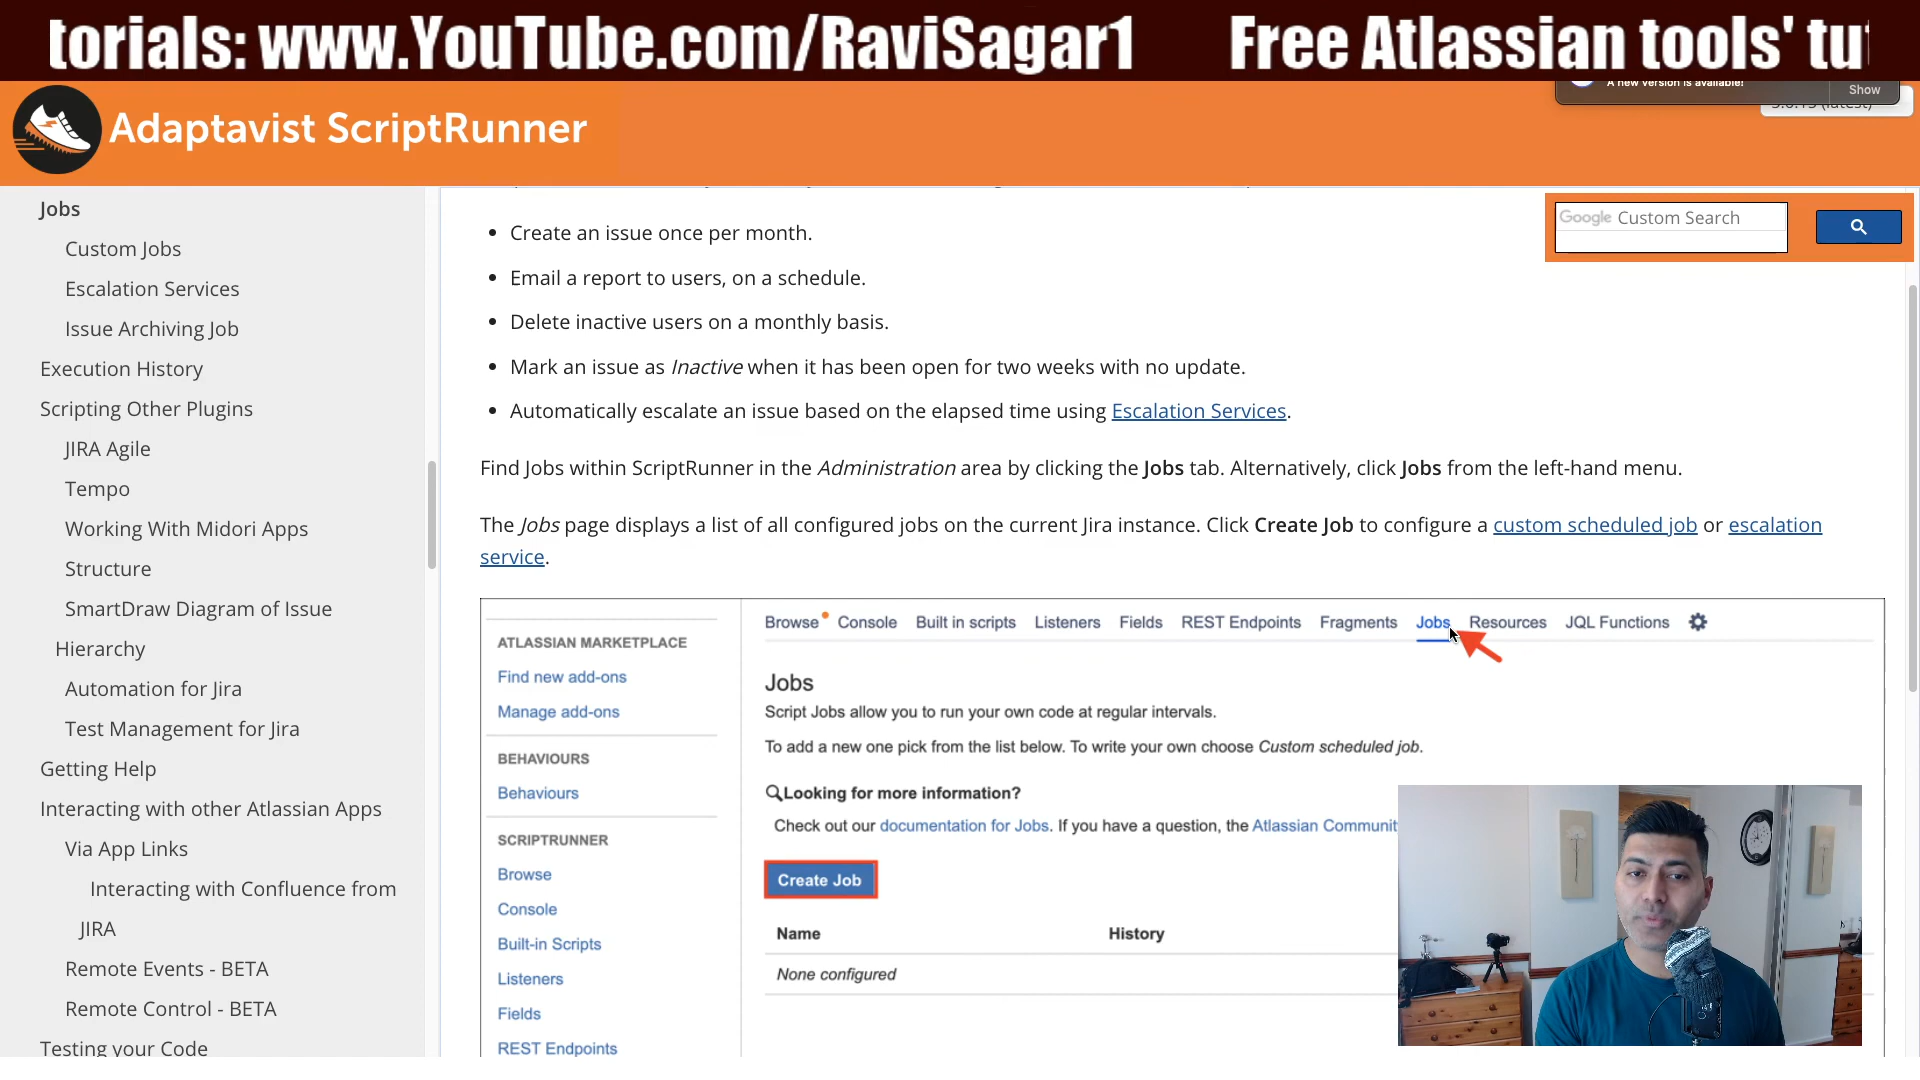 torials: www.YouTube.com/RaviSagar1 Free Atlassian tools' tu
A new version is available!
Show
Adaptavist ScriptRunner
Jobs
Custom Jobs
Escalation Services
Issue Archiving Job
Execution History
Scripting Other Plugins
JIRA Agile
Tempo
Working With Midori Apps
Structure
SmartDraw Diagram of Issue
Hierarchy
Automation for Jira
Test Management for Jira
Getting Help
Interacting with other Atlassian Apps
Via App Links
Interacting with Confluence from
JIRA
Remote Events - BETA
Remote Control - BETA
Testing your Code
Google Custom Search
Create an issue once per month.
Email a report to users, on a schedule.
Delete inactive users on a monthly basis.
Mark an issue as Inactive when it has been open for two weeks with no update.
Automatically escalate an issue based on the elapsed time using Escalation Services.
Find Jobs within ScriptRunner in the Administration area by clicking the Jobs tab. Alternatively, click Jobs from the left-hand menu.
The Jobs page displays a list of all configured jobs on the current Jira instance. Click Create Job to configure a custom scheduled job or escalation
service.
ATLASSIAN MARKETPLACE
Find new add-ons
Manage add-ons
BEHAVIOURS
Behaviours
SCRIPTRUNNER
Browse
Console
Built-in Scripts
Listeners
Fields
REST Endpoints
Browse Console Built in scripts Listeners Fields REST Endpoints Fragments Jobs Resources JQL Functions
Jobs
Script Jobs allow you to run your own code at regular intervals.
To add a new one pick from the list below. To write your own choose Custom scheduled job.
Looking for more information?
Check out our documentation for Jobs. If you have a question, the Atlassian Communit
Create Job
Name History
None configured